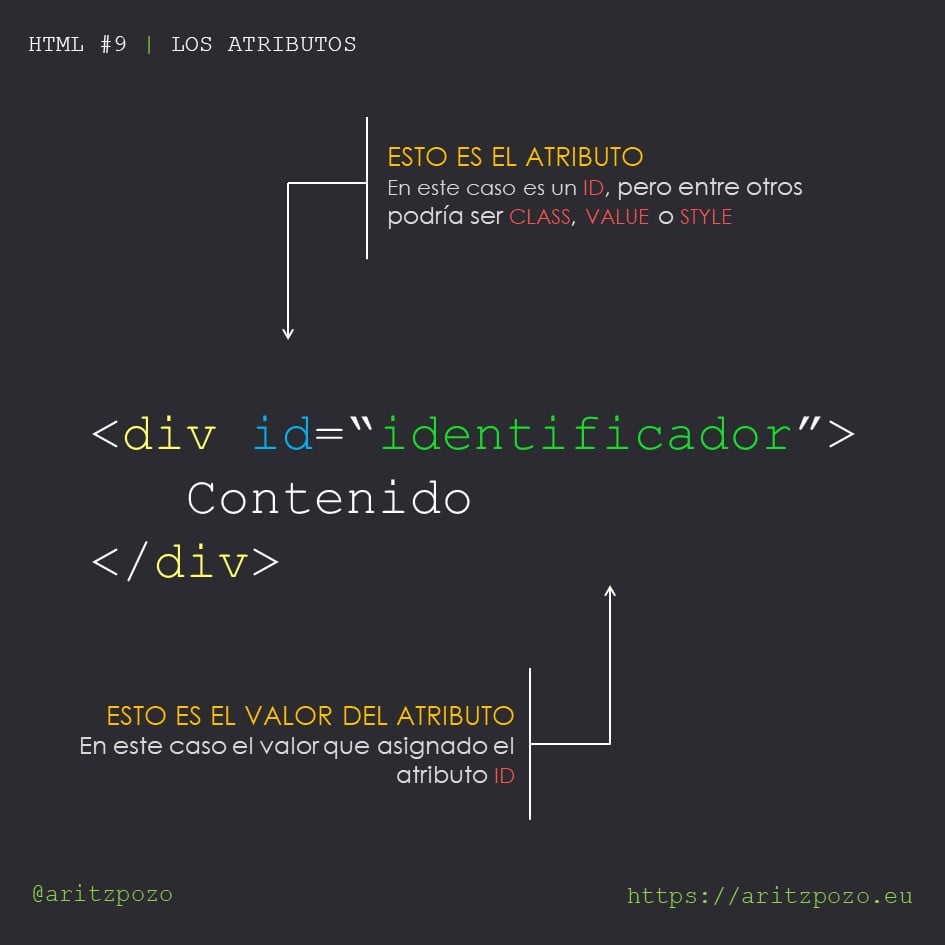 HTML #9 | LOS ATRIBUTOS
ESTO ES EL ATRIBUTO
En este caso es un ID, pero entre otros
podría ser CLASS, VALUE o STYLE
<div id=“identificador”>
Contenido
</div>
ESTO ES EL VALOR DEL ATRIBUTO
En este caso el valor que asignado el
atributo ID
@aritzpozo
https://aritzpozo.eu